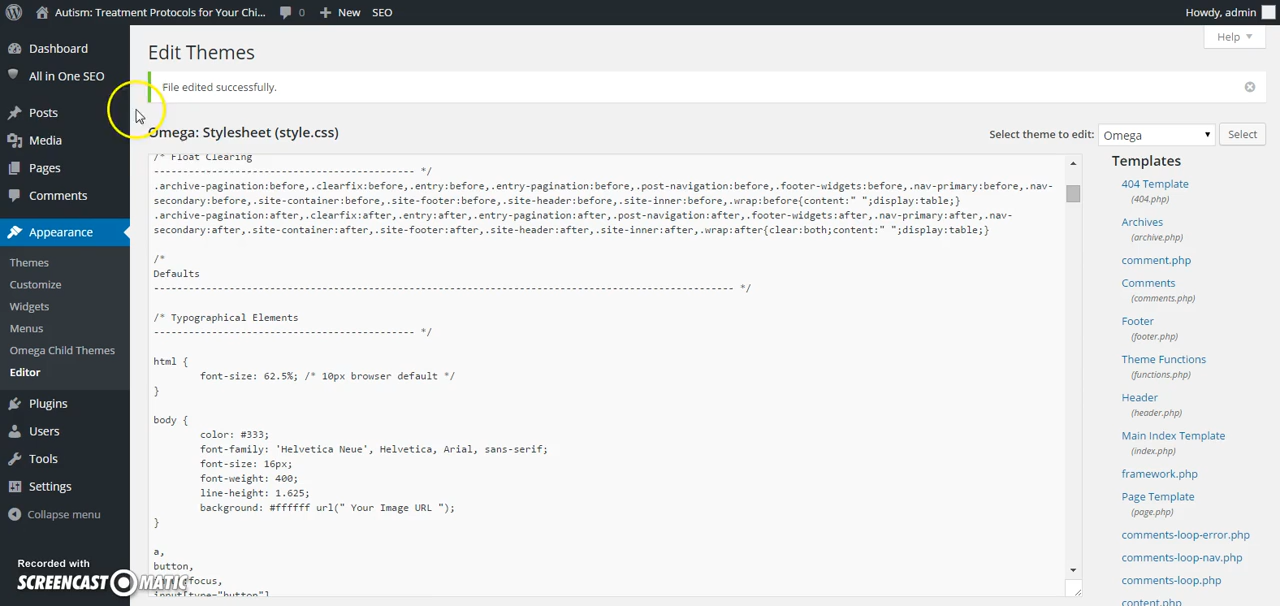 Autism: Treatment Protocols for Your Chi... 0 New SEO Howdy, admin
Help
Dashboard
All in One SEO
Posts
Media
Pages
Comments
Appearance
Themes
Customize
Widgets
Menus
Omega Child Themes
Editor
Plugins
Users
Tools
Settings
Collapse menu
Recorded with
SCREENCAST MATIC
Edit Themes
File edited successfully.
Omega: Stylesheet (style.css)
Select theme to edit: Omega Select
/* Float Clearing
-------------------------------------------- */
.archive-pagination:before,.clearfix:before,.entry:before,.entry-pagination:before,.post-navigation:before,.footer-widgets:before,.nav-primary:before,.nav-
secondary:before,.site-container:before,.site-footer:before,.site-header:before,.site-inner:before,.wrap:before{content:" ";display:table;}
.archive-pagination:after,.clearfix:after,.entry:after,.entry-pagination:after,.post-navigation:after,.footer-widgets:after,.nav-primary:after,.nav-
secondary:after,.site-container:after,.site-footer:after,.site-header:after,.site-inner:after,.wrap:after{clear:both;content:" ";display:table;}
/*
Defaults
---------------------------------------------------------------------------------------------------- */
/* Typographical Elements
-------------------------------------------- */
html {
font-size: 62.5%; /* 10px browser default */
}
body {
color: #333;
font-family: 'Helvetica Neue', Helvetica, Arial, sans-serif;
font-size: 16px;
font-weight: 400;
line-height: 1.625;
background: #ffffff url(" Your Image URL ");
}
a,
button,
input[type="button"]
Templates
404 Template
(404.php)
Archives
(archive.php)
comment.php
Comments
(comments.php)
Footer
(footer.php)
Theme Functions
(functions.php)
Header
(header.php)
Main Index Template
(index.php)
framework.php
Page Template
(page.php)
comments-loop-error.php
comments-loop-nav.php
comments-loop.php
content.php